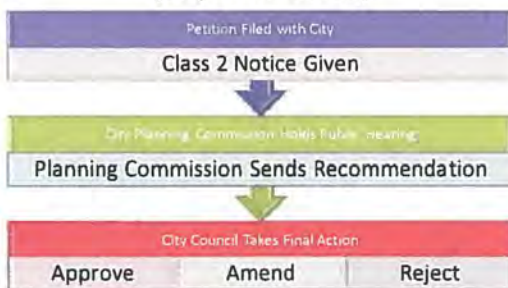 Petition Filed with City
Class 2 Notice Given
City Planning Commission Holds Public Hearing
Planning Commission Sends Recommendation
City Council Takes Final Action
Approve Amend Reject